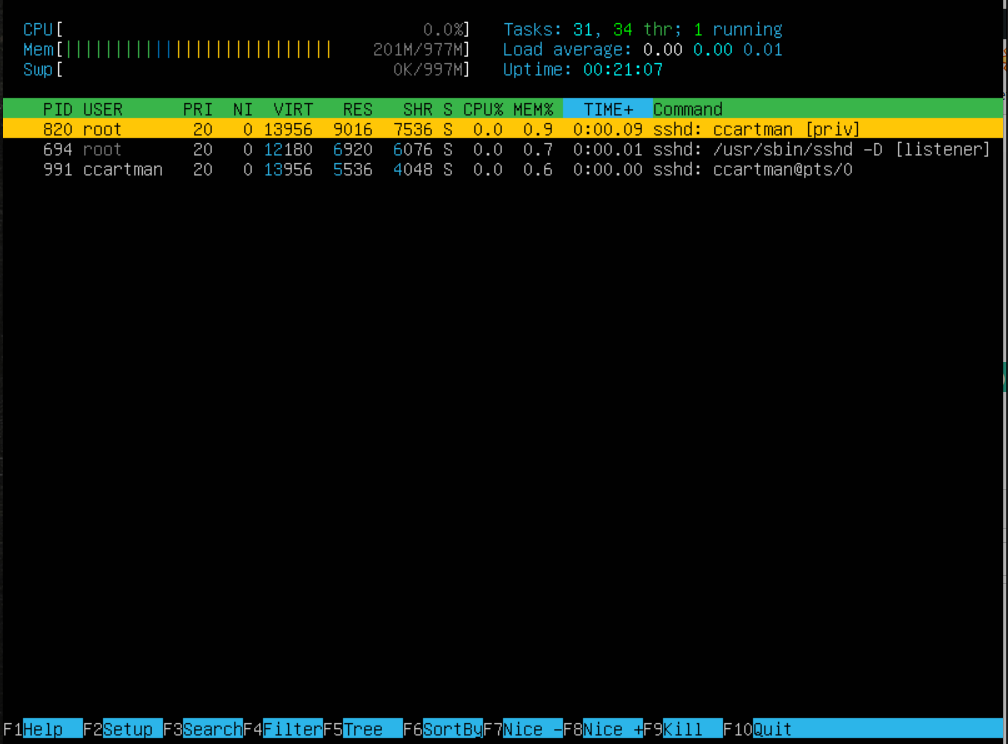 CPU[ 0.0%] Tasks: 31, 34 thr; 1 running
Mem[||||||||||||||||||||||||||| 201M/977M] Load average: 0.00 0.00 0.01
Swp[ 0K/997M] Uptime: 00:21:07
PID USER PRI NI VIRT RES SHR S CPU% MEM% TIME+ Command
820 root 20 0 13956 9016 7536 S 0.0 0.9 0:00.09 sshd: ccartman [priv]
694 root 20 0 12180 6920 6076 S 0.0 0.7 0:00.01 sshd: /usr/sbin/sshd -D [listener]
991 ccartman 20 0 13956 5536 4048 S 0.0 0.6 0:00.00 sshd: ccartman@pts/0
F1Help F2Setup F3SearchF4FilterF5Tree F6SortByF7Nice -F8Nice +F9Kill F10Quit